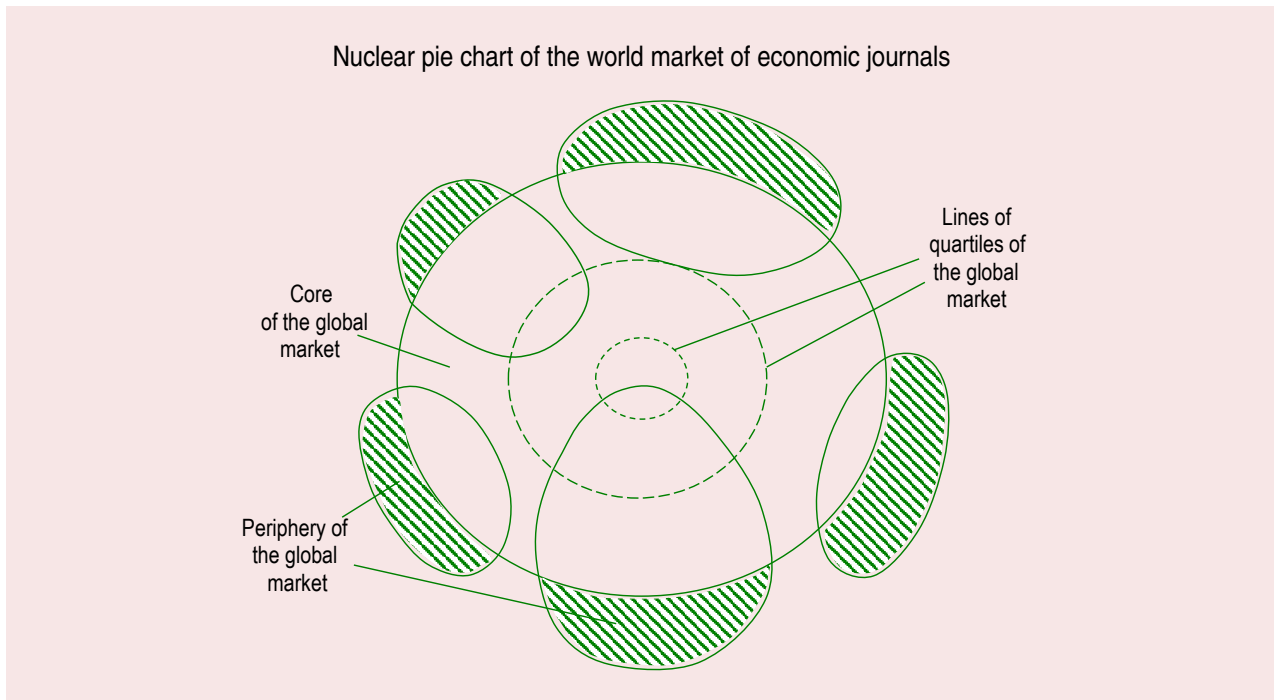 Nuclear pie chart of the world market of economic journals
Lines of
quartiles of
the global
market
Core
of the global
market
Periphery of
the global
market